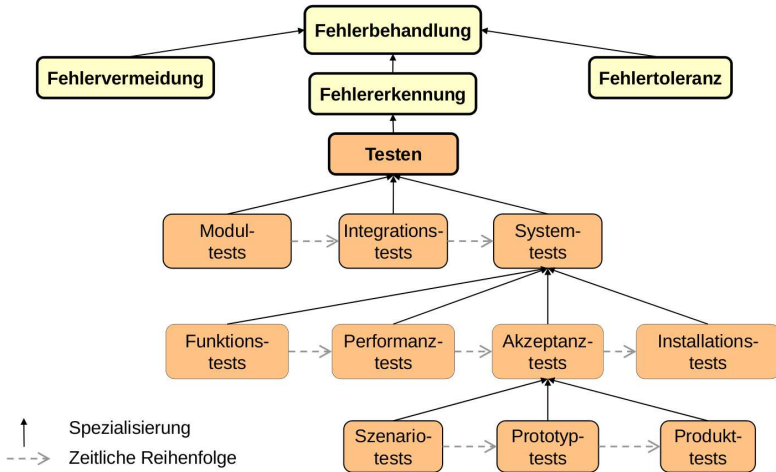 Fehlerbehandlung
Fehlervermeidung
Fehlererkennung
Fehlertoleranz
Testen
Modul-
tests
Integrations-
tests
System-
tests
Funktions-
tests
Performanz-
tests
Akzeptanz-
tests
Installations-
tests
Szenario-
tests
Prototyp-
tests
Produkt-
tests
Spezialisierung
Zeitliche Reihenfolge